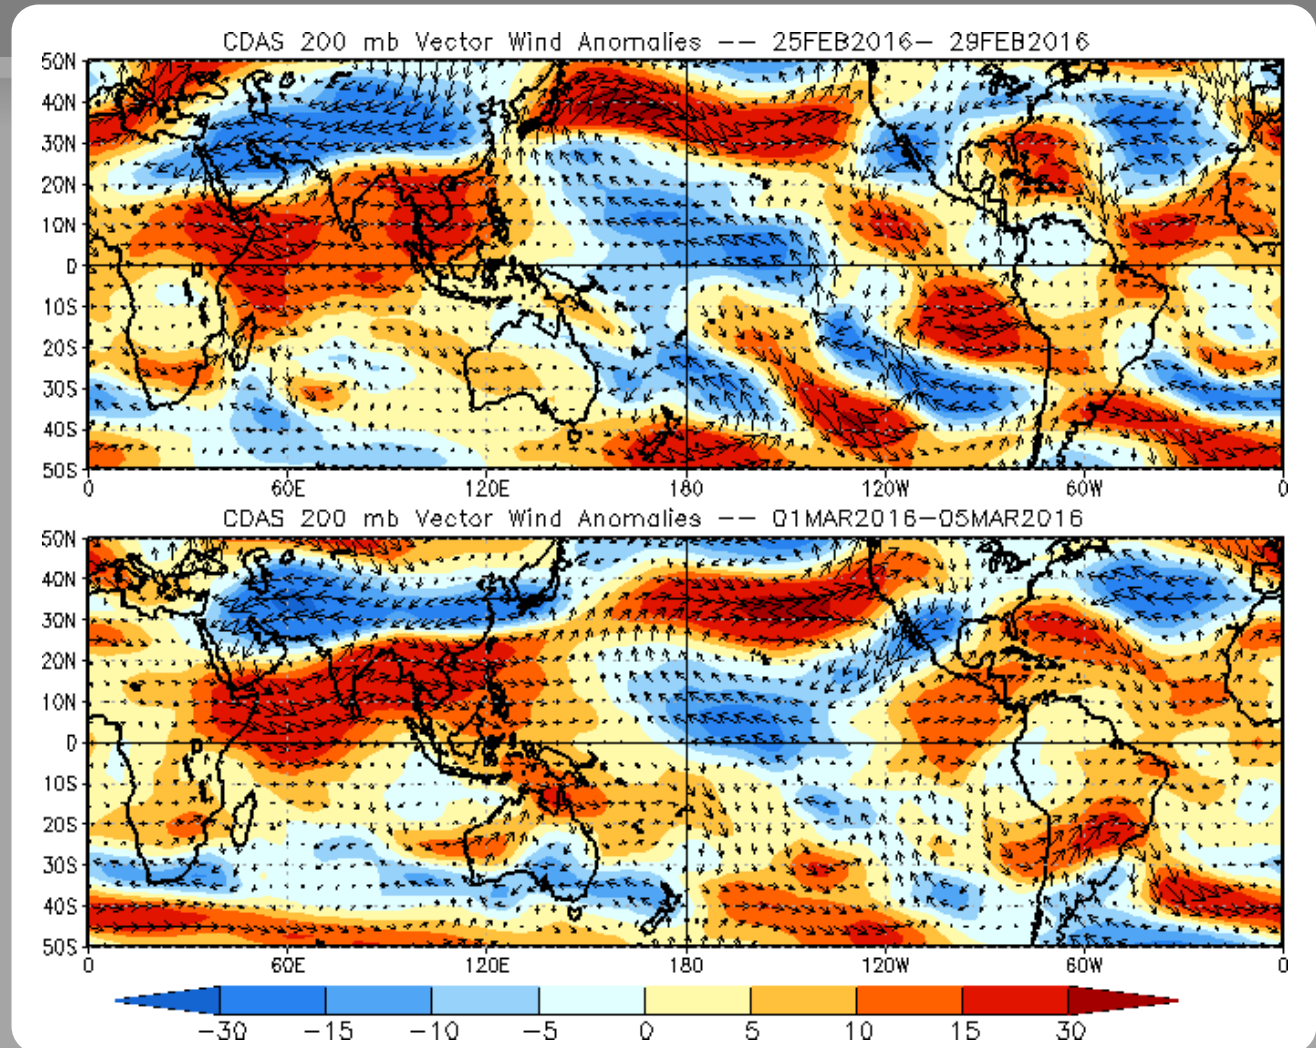 CDAS 200 mb Vector Wind Anomalies -- 25FEB2016- 29FEB2016
50N
40N
30N
20N
10N
0
10S
20S
30S
40S
50S
0 60E 120E 180 120W 60W 0
CDAS 200 mb Vector Wind Anomalies -- 01MAR2016-05MAR2016
50N
40N
30N
20N
10N
0
10S
20S
30S
40S
50S
0 60E 120E 180 120W 60W 0
-30 -15 -10 -5 0 5 10 15 30